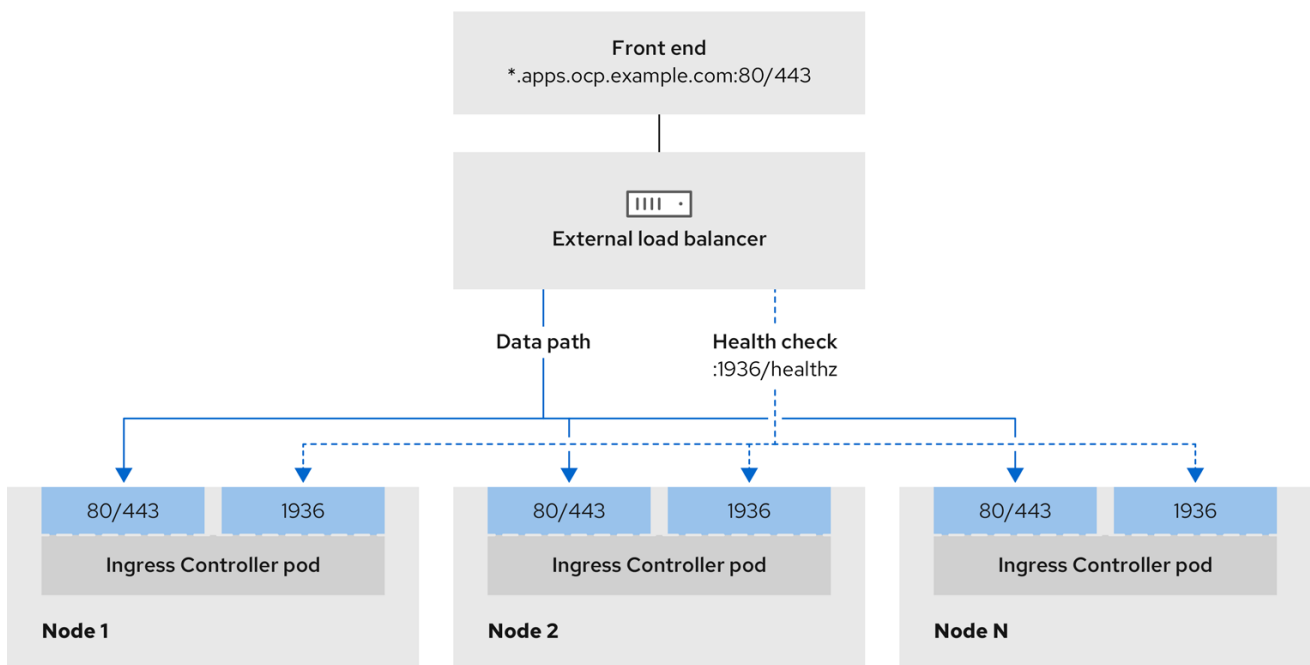 Front end
*.apps.ocp.example.com:80/443
External load balancer
Data path
Health check
:1936/healthz
80/443
1936
Ingress Controller pod
Node 1
80/443
1936
Ingress Controller pod
Node 2
80/443
1936
Ingress Controller pod
Node N